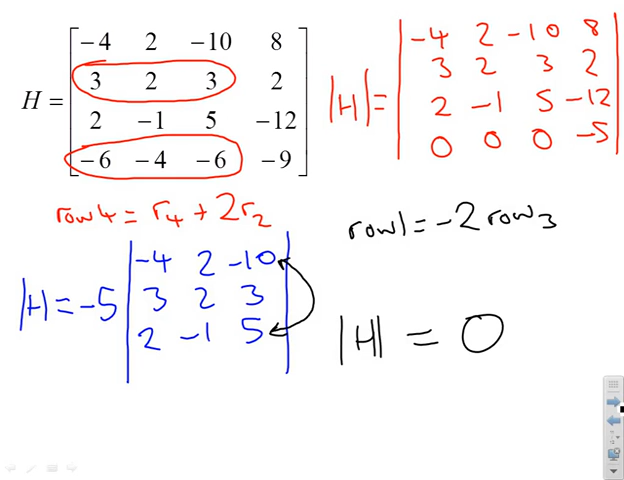 H = [ -4 2 -10 8
3 2 3 2
2 -1 5 -12
-6 -4 -6 -9 ]
|H| = | -4 2 -10 8
3 2 3 2
2 -1 5 -12
0 0 0 -5 |
row4 = r4 + 2r2
row1 = -2 row3
|H| = -5 | -4 2 -10
3 2 3
2 -1 5 |
|H| = 0